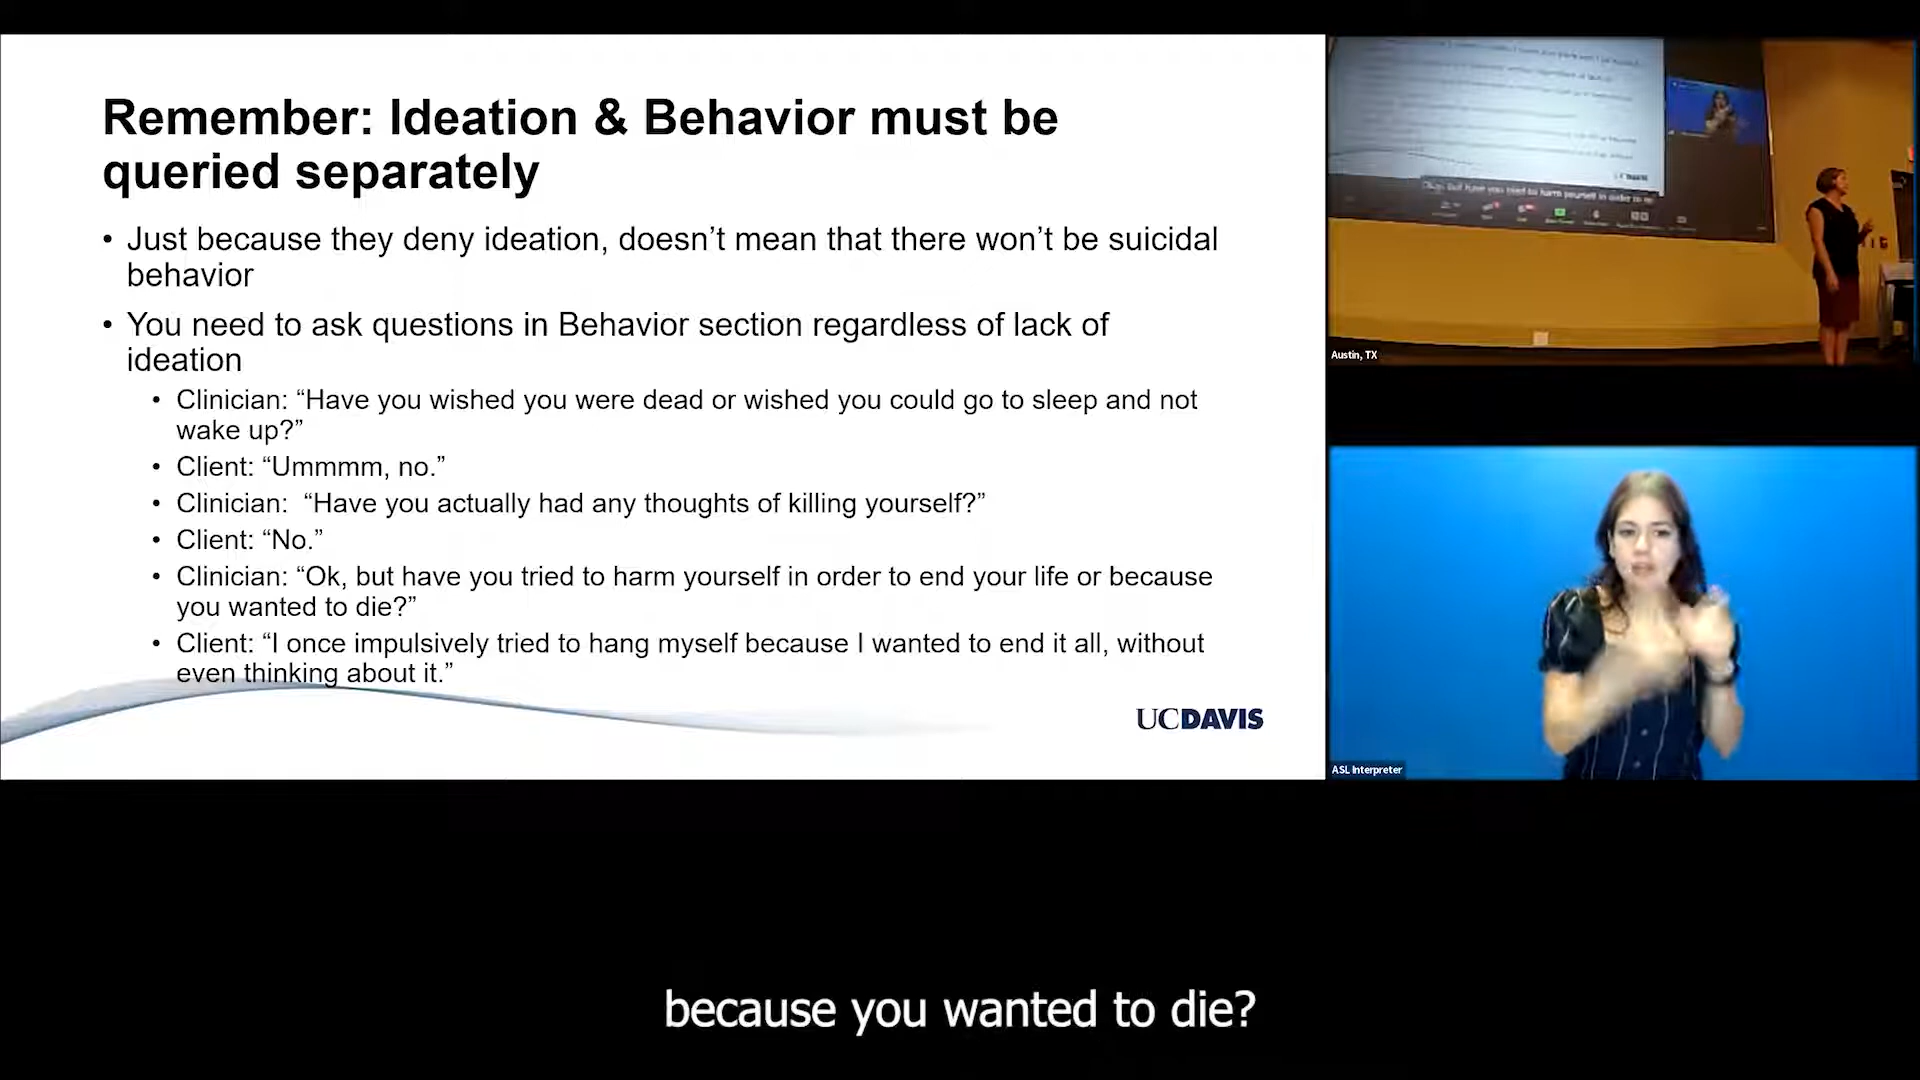 Remember: Ideation & Behavior must be
queried separately
• Just because they deny ideation, doesn’t mean that there won’t be suicidal
behavior
• You need to ask questions in Behavior section regardless of lack of
ideation
• Clinician: “Have you wished you were dead or wished you could go to sleep and not
wake up?”
• Client: “Ummmm, no.”
• Clinician:  “Have you actually had any thoughts of killing yourself?”
• Client: “No.”
• Clinician: “Ok, but have you tried to harm yourself in order to end your life or because
you wanted to die?”
• Client: “I once impulsively tried to hang myself because I wanted to end it all, without
even thinking about it.”
UCDAVIS
Austin, TX
ASL Interpreter
because you wanted to die?